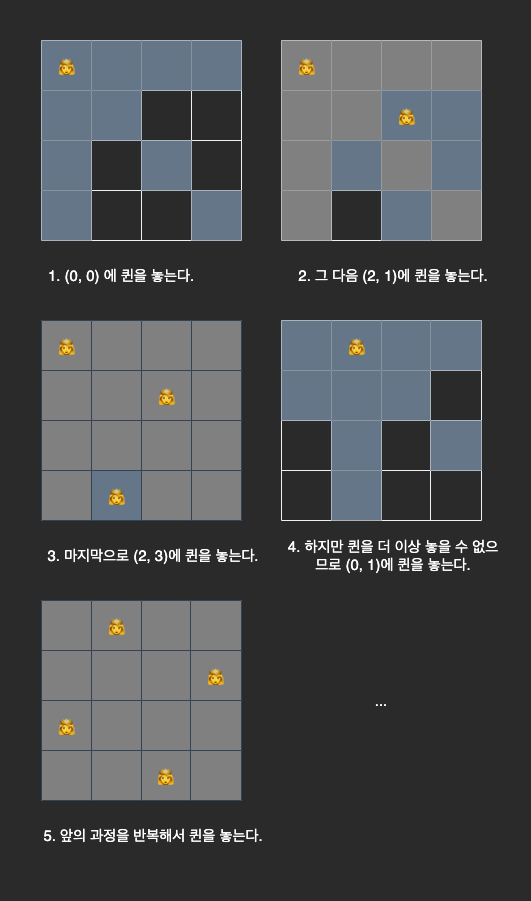 1. (0, 0) 에 퀸을 놓는다.
2. 그 다음 (2, 1)에 퀸을 놓는다.
3. 마지막으로 (2, 3)에 퀸을 놓는다.
4. 하지만 퀸을 더 이상 놓을 수 없으
므로 (0, 1)에 퀸을 놓는다.
...
5. 앞의 과정을 반복해서 퀸을 놓는다.